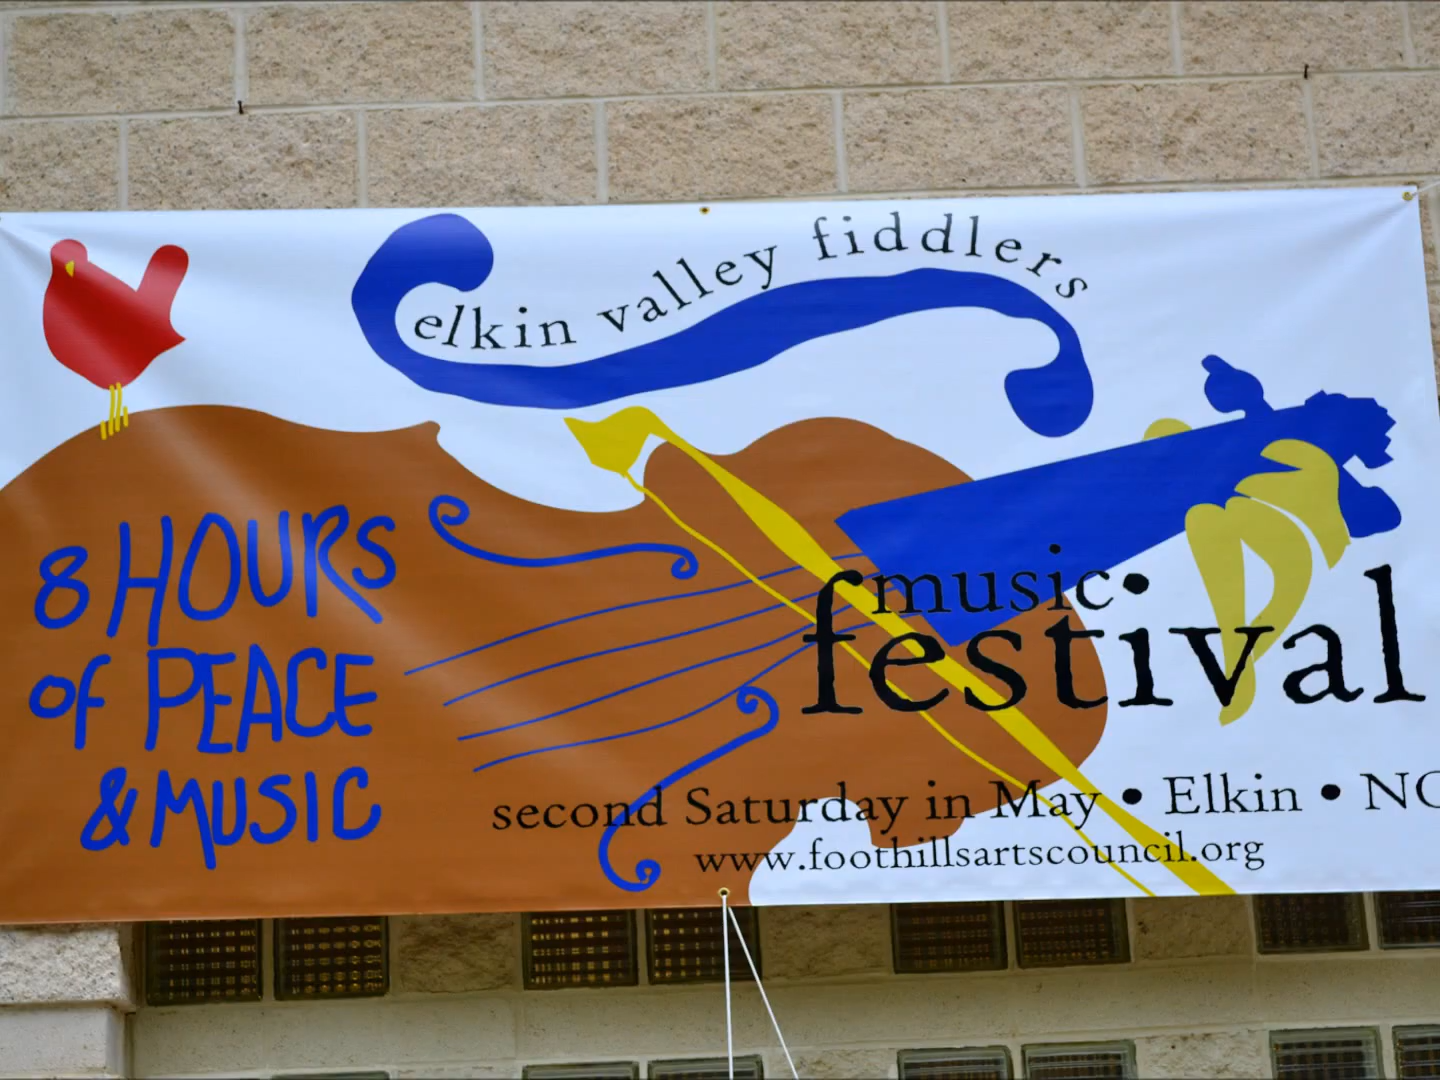 elkin valley fiddlers
8 HOURS
of PEACE
& MUSIC
music
festival
second Saturday in May • Elkin • NC
www.foothillsartscouncil.org